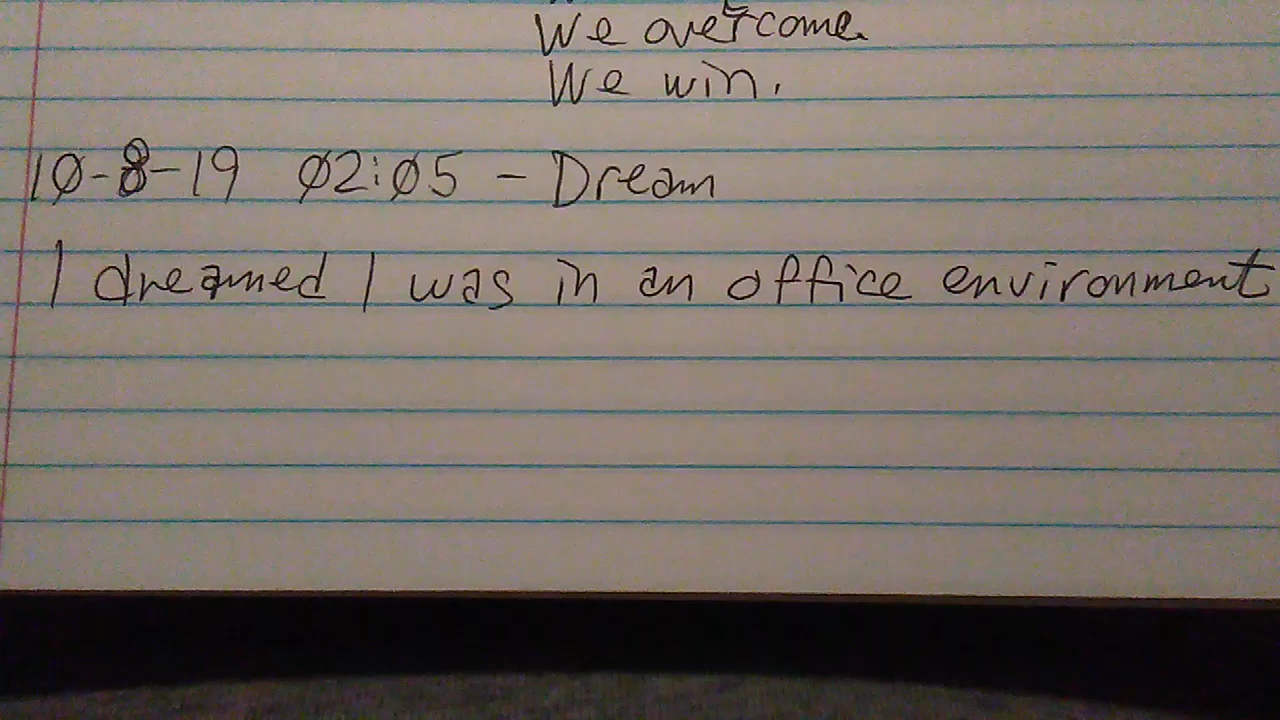 We overcome.
We win.
10-8-19 02:05 - Dream
I dreamed I was in an office environment